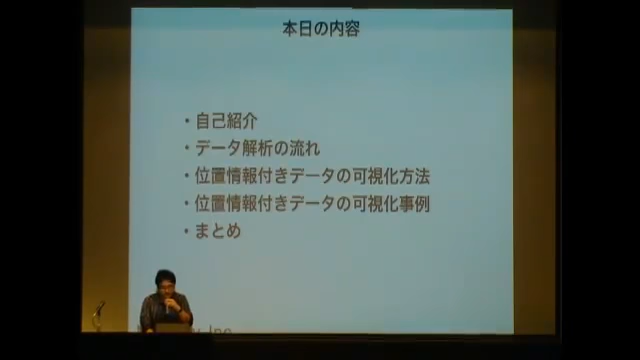 本日の内容
・自己紹介
・データ解析の流れ
・位置情報付きデータの可視化方法
・位置情報付きデータの可視化事例
・まとめ
Inc